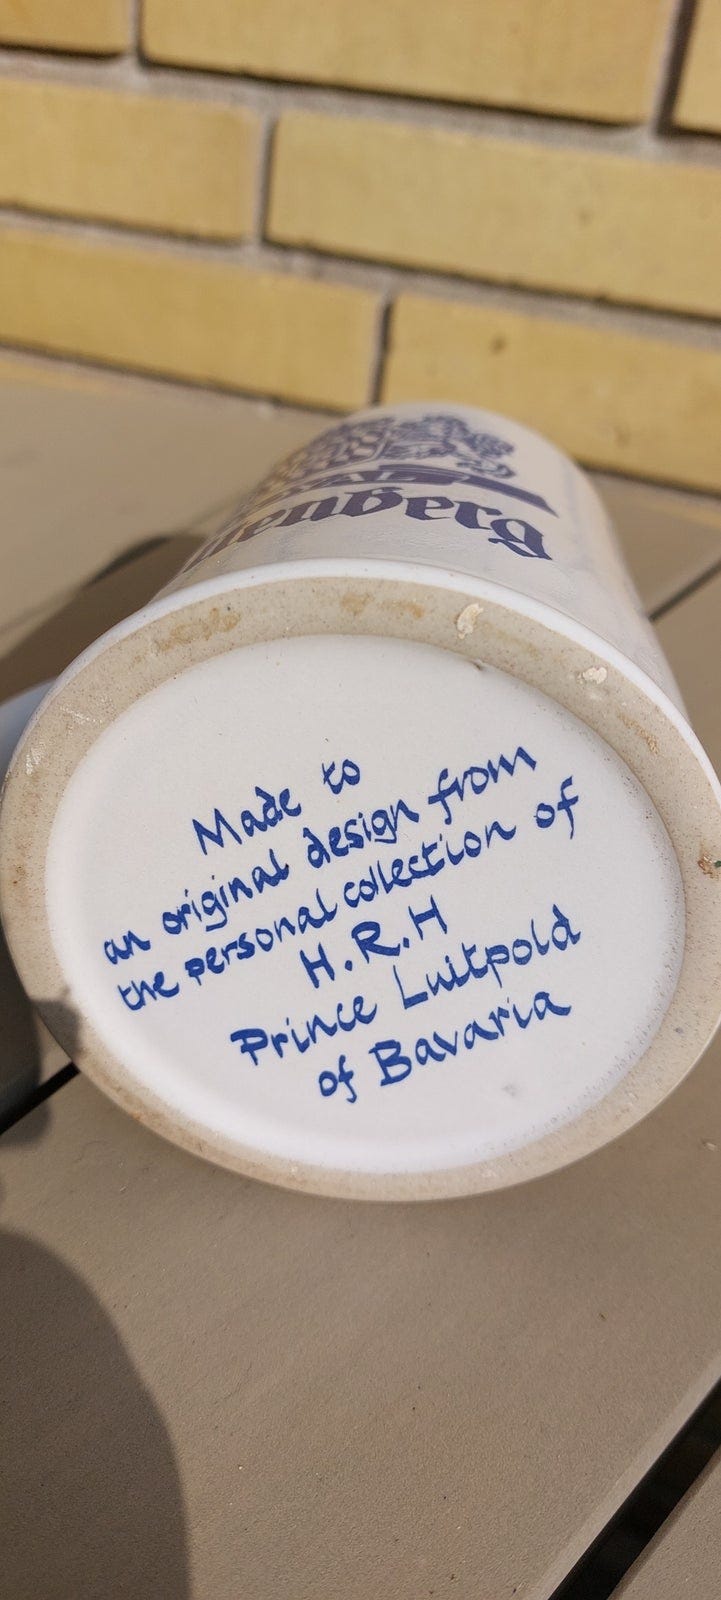 Made to
an original design from
the personal collection of
H.R.H
Prince Luitpold
of Bavaria